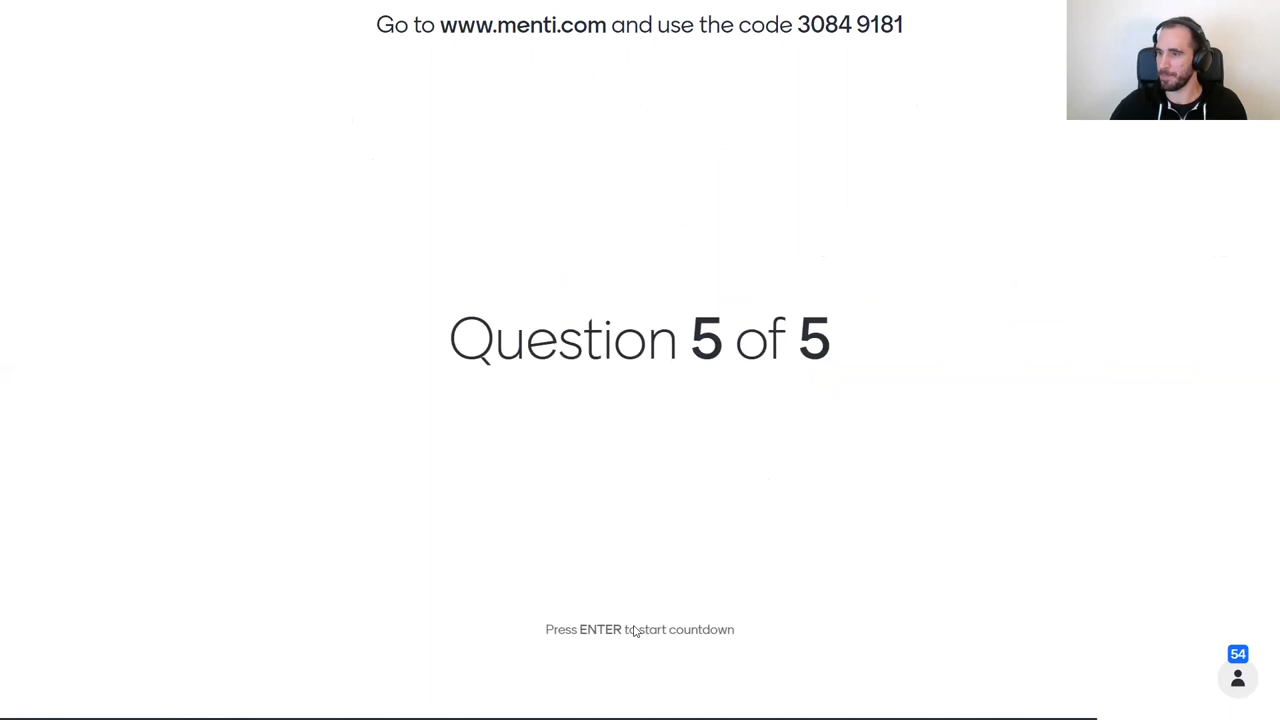 Go to www.menti.com and use the code 3084 9181
Question 5 of 5
Press ENTER to start countdown
54